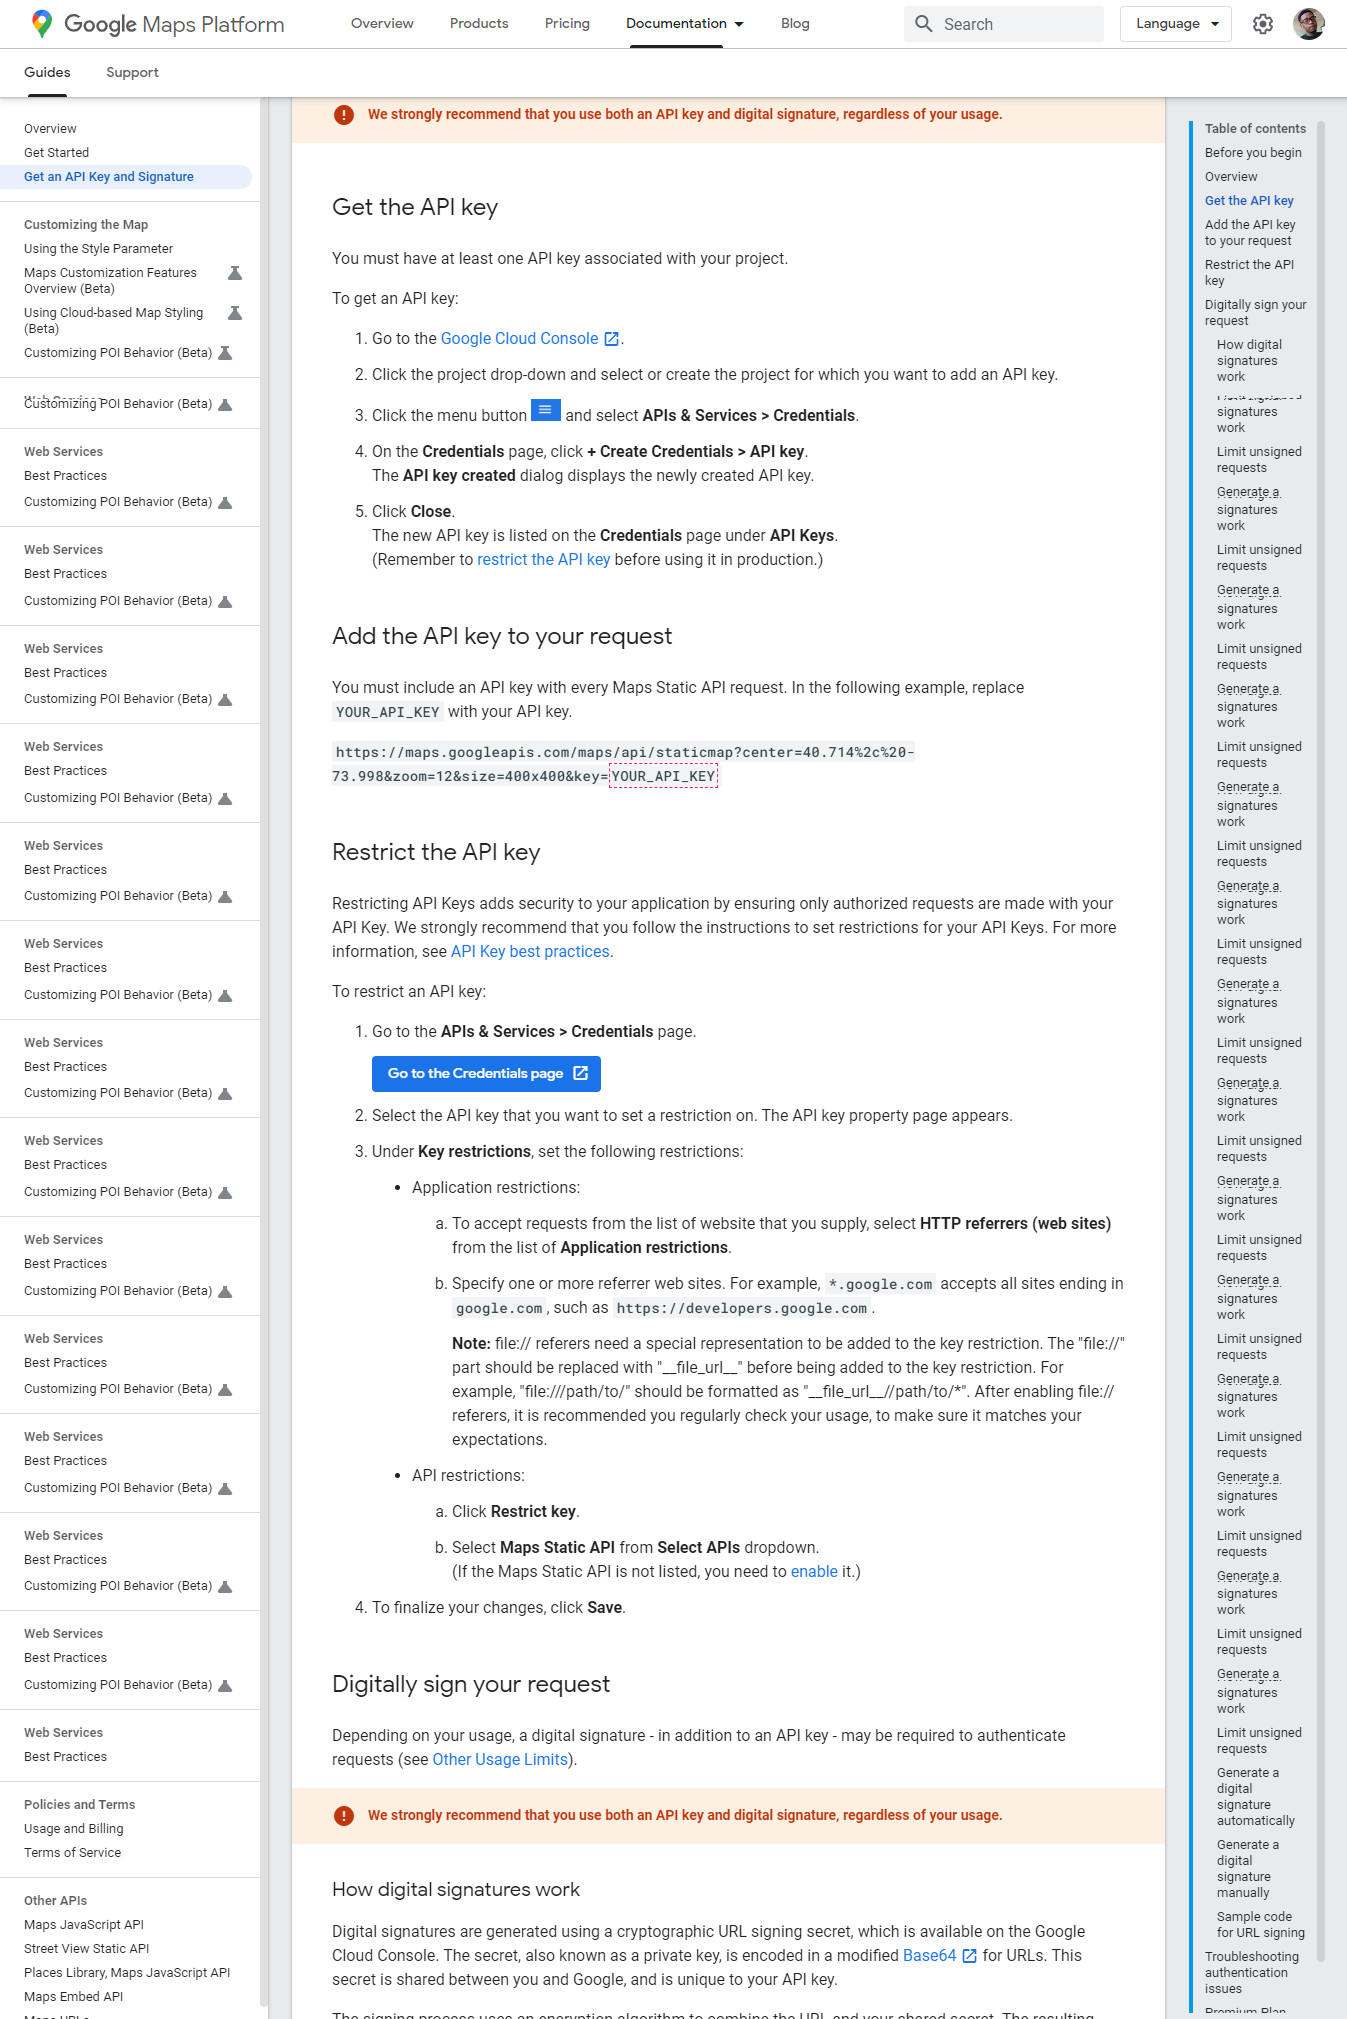 Google Maps Platform
Overview
Products
Pricing
Documentation
Blog
Search
Language
Guides
Support
Overview
Get Started
Get an API Key and Signature
Customizing the Map
Using the Style Parameter
Maps Customization Features
Overview (Beta)
Using Cloud-based Map Styling
(Beta)
Customizing POI Behavior (Beta)
Customizing POI Behavior (Beta)
Web Services
Best Practices
Customizing POI Behavior (Beta)
Web Services
Best Practices
Customizing POI Behavior (Beta)
Web Services
Best Practices
Customizing POI Behavior (Beta)
Web Services
Best Practices
Customizing POI Behavior (Beta)
Web Services
Best Practices
Customizing POI Behavior (Beta)
Web Services
Best Practices
Customizing POI Behavior (Beta)
Web Services
Best Practices
Customizing POI Behavior (Beta)
Web Services
Best Practices
Customizing POI Behavior (Beta)
Web Services
Best Practices
Customizing POI Behavior (Beta)
Web Services
Best Practices
Customizing POI Behavior (Beta)
Web Services
Best Practices
Customizing POI Behavior (Beta)
Web Services
Best Practices
Customizing POI Behavior (Beta)
Web Services
Best Practices
Customizing POI Behavior (Beta)
Web Services
Best Practices
Policies and Terms
Usage and Billing
Terms of Service
Other APIs
Maps JavaScript API
Street View Static API
Places Library, Maps JavaScript API
Maps Embed API
We strongly recommend that you use both an API key and digital signature, regardless of your usage.
Get the API key
You must have at least one API key associated with your project.
To get an API key:
1. Go to the Google Cloud Console.
2. Click the project drop-down and select or create the project for which you want to add an API key.
3. Click the menu button and select APIs & Services > Credentials.
4. On the Credentials page, click + Create Credentials > API key.
The API key created dialog displays the newly created API key.
5. Click Close.
The new API key is listed on the Credentials page under API Keys.
(Remember to restrict the API key before using it in production.)
Add the API key to your request
You must include an API key with every Maps Static API request. In the following example, replace
YOUR_API_KEY with your API key.
https://maps.googleapis.com/maps/api/staticmap?center=40.714%2c%20-
73.998&zoom=12&size=400x400&key=YOUR_API_KEY
Restrict the API key
Restricting API Keys adds security to your application by ensuring only authorized requests are made with your
API Key. We strongly recommend that you follow the instructions to set restrictions for your API Keys. For more
information, see API Key best practices.
To restrict an API key:
1. Go to the APIs & Services > Credentials page.
Go to the Credentials page
2. Select the API key that you want to set a restriction on. The API key property page appears.
3. Under Key restrictions, set the following restrictions:
• Application restrictions:
a. To accept requests from the list of website that you supply, select HTTP referrers (web sites)
from the list of Application restrictions.
b. Specify one or more referrer web sites. For example, *.google.com accepts all sites ending in
google.com, such as https://developers.google.com.
Note: file:// referers need a special representation to be added to the key restriction. The "file://"
part should be replaced with "__file_url__" before being added to the key restriction. For
example, "file:///path/to/" should be formatted as "__file_url__//path/to/*". After enabling file://
referers, it is recommended you regularly check your usage, to make sure it matches your
expectations.
• API restrictions:
a. Click Restrict key.
b. Select Maps Static API from Select APIs dropdown.
(If the Maps Static API is not listed, you need to enable it.)
4. To finalize your changes, click Save.
Digitally sign your request
Depending on your usage, a digital signature - in addition to an API key - may be required to authenticate
requests (see Other Usage Limits).
We strongly recommend that you use both an API key and digital signature, regardless of your usage.
How digital signatures work
Digital signatures are generated using a cryptographic URL signing secret, which is available on the Google
Cloud Console. The secret, also known as a private key, is encoded in a modified Base64 for URLs. This
secret is shared between you and Google, and is unique to your API key.
The signing process uses an encryption algorithm to combine the URL and your shared secret. The resulting
Table of contents
Before you begin
Overview
Get the API key
Add the API key
to your request
Restrict the API
key
Digitally sign your
request
How digital
signatures
work
signatures
work
Limit unsigned
requests
Generate a
signatures
work
Limit unsigned
requests
Generate a
signatures
work
Limit unsigned
requests
Generate a
signatures
work
Limit unsigned
requests
Generate a
signatures
work
Limit unsigned
requests
Generate a
signatures
work
Limit unsigned
requests
Generate a
signatures
work
Limit unsigned
requests
Generate a
signatures
work
Limit unsigned
requests
Generate a
signatures
work
Limit unsigned
requests
Generate a
signatures
work
Limit unsigned
requests
Generate a
signatures
work
Limit unsigned
requests
Generate a
signatures
work
Limit unsigned
requests
Generate a
signatures
work
Limit unsigned
requests
Generate a
signatures
work
Limit unsigned
requests
Generate a
digital
signature
automatically
Generate a
digital
signature
manually
Sample code
for URL signing
Troubleshooting
authentication
issues
Premium Plan